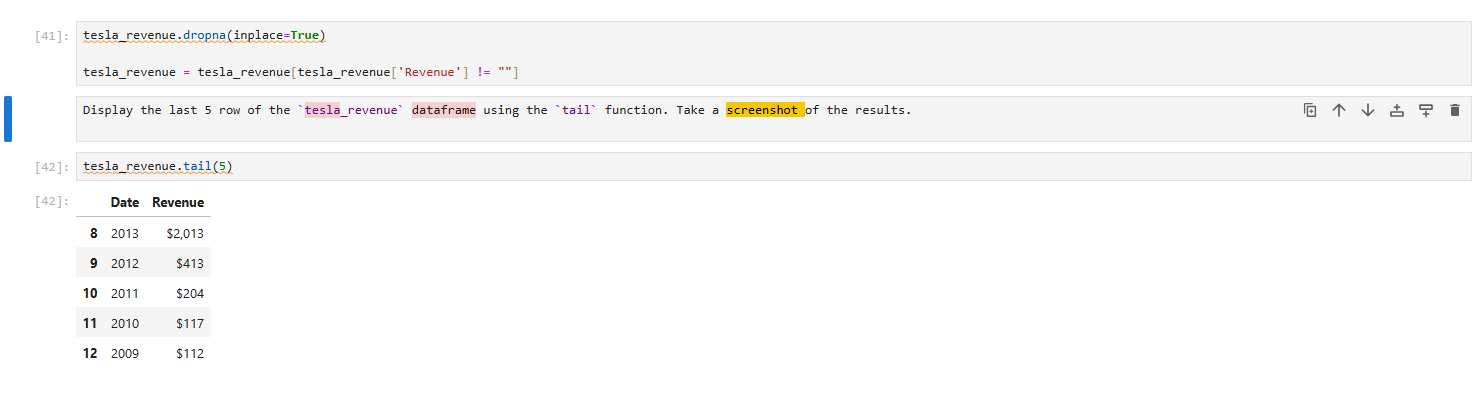 [41]: tesla_revenue.dropna(inplace=True)
tesla_revenue = tesla_revenue[tesla_revenue['Revenue'] != ""]
Display the last 5 row of the `tesla_revenue` dataframe using the `tail` function. Take a screenshot of the results.
[42]: tesla_revenue.tail(5)
[42]: Date Revenue
8 2013 $2,013
9 2012 $413
10 2011 $204
11 2010 $117
12 2009 $112